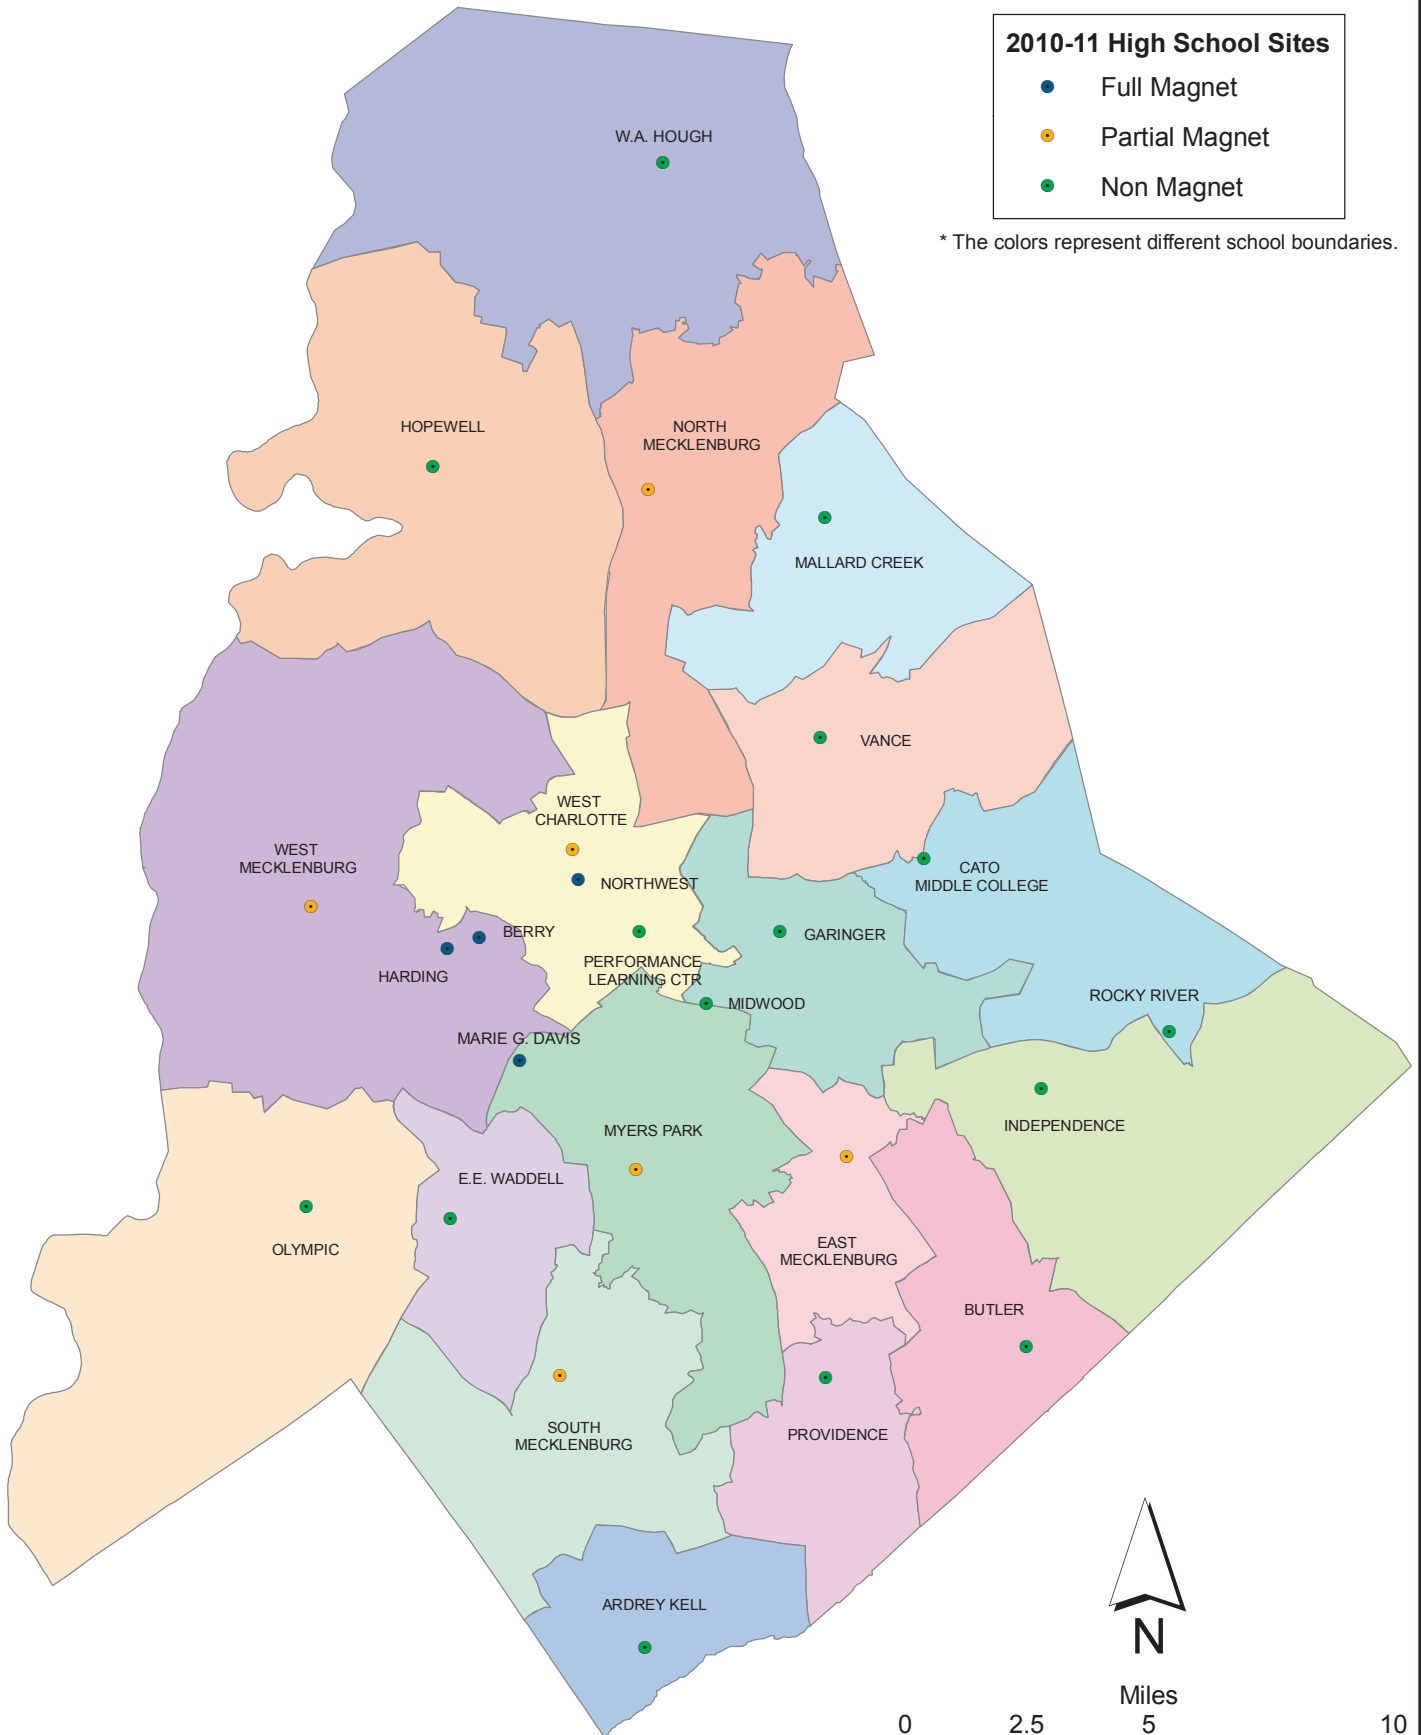 2010-11 High School Sites
Full Magnet
Partial Magnet
Non Magnet
* The colors represent different school boundaries.
W.A. HOUGH
HOPEWELL
NORTH
MECKLENBURG
MALLARD CREEK
VANCE
WEST
CHARLOTTE
WEST
MECKLENBURG
CATO
MIDDLE COLLEGE
NORTHWEST
BERRY
GARINGER
HARDING
PERFORMANCE
LEARNING CTR
ROCKY RIVER
MIDWOOD
MARIE G. DAVIS
INDEPENDENCE
MYERS PARK
E.E. WADDELL
OLYMPIC
EAST
MECKLENBURG
BUTLER
SOUTH
MECKLENBURG
PROVIDENCE
ARDREY KELL
N
Miles
0 2.5 5 10